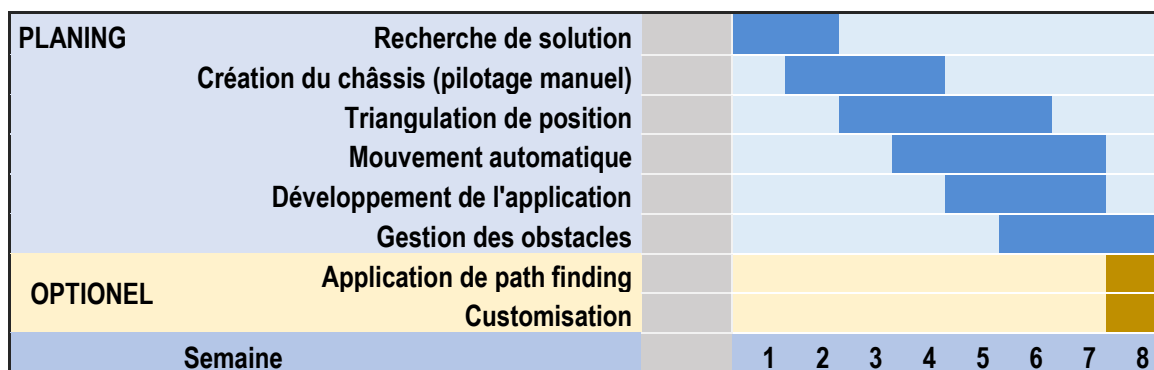 PLANING Recherche de solution
Création du châssis (pilotage manuel)
Triangulation de position
Mouvement automatique
Développement de l'application
Gestion des obstacles
OPTIONEL
Application de path finding
Customisation
Semaine 1 2 3 4 5 6 7 8